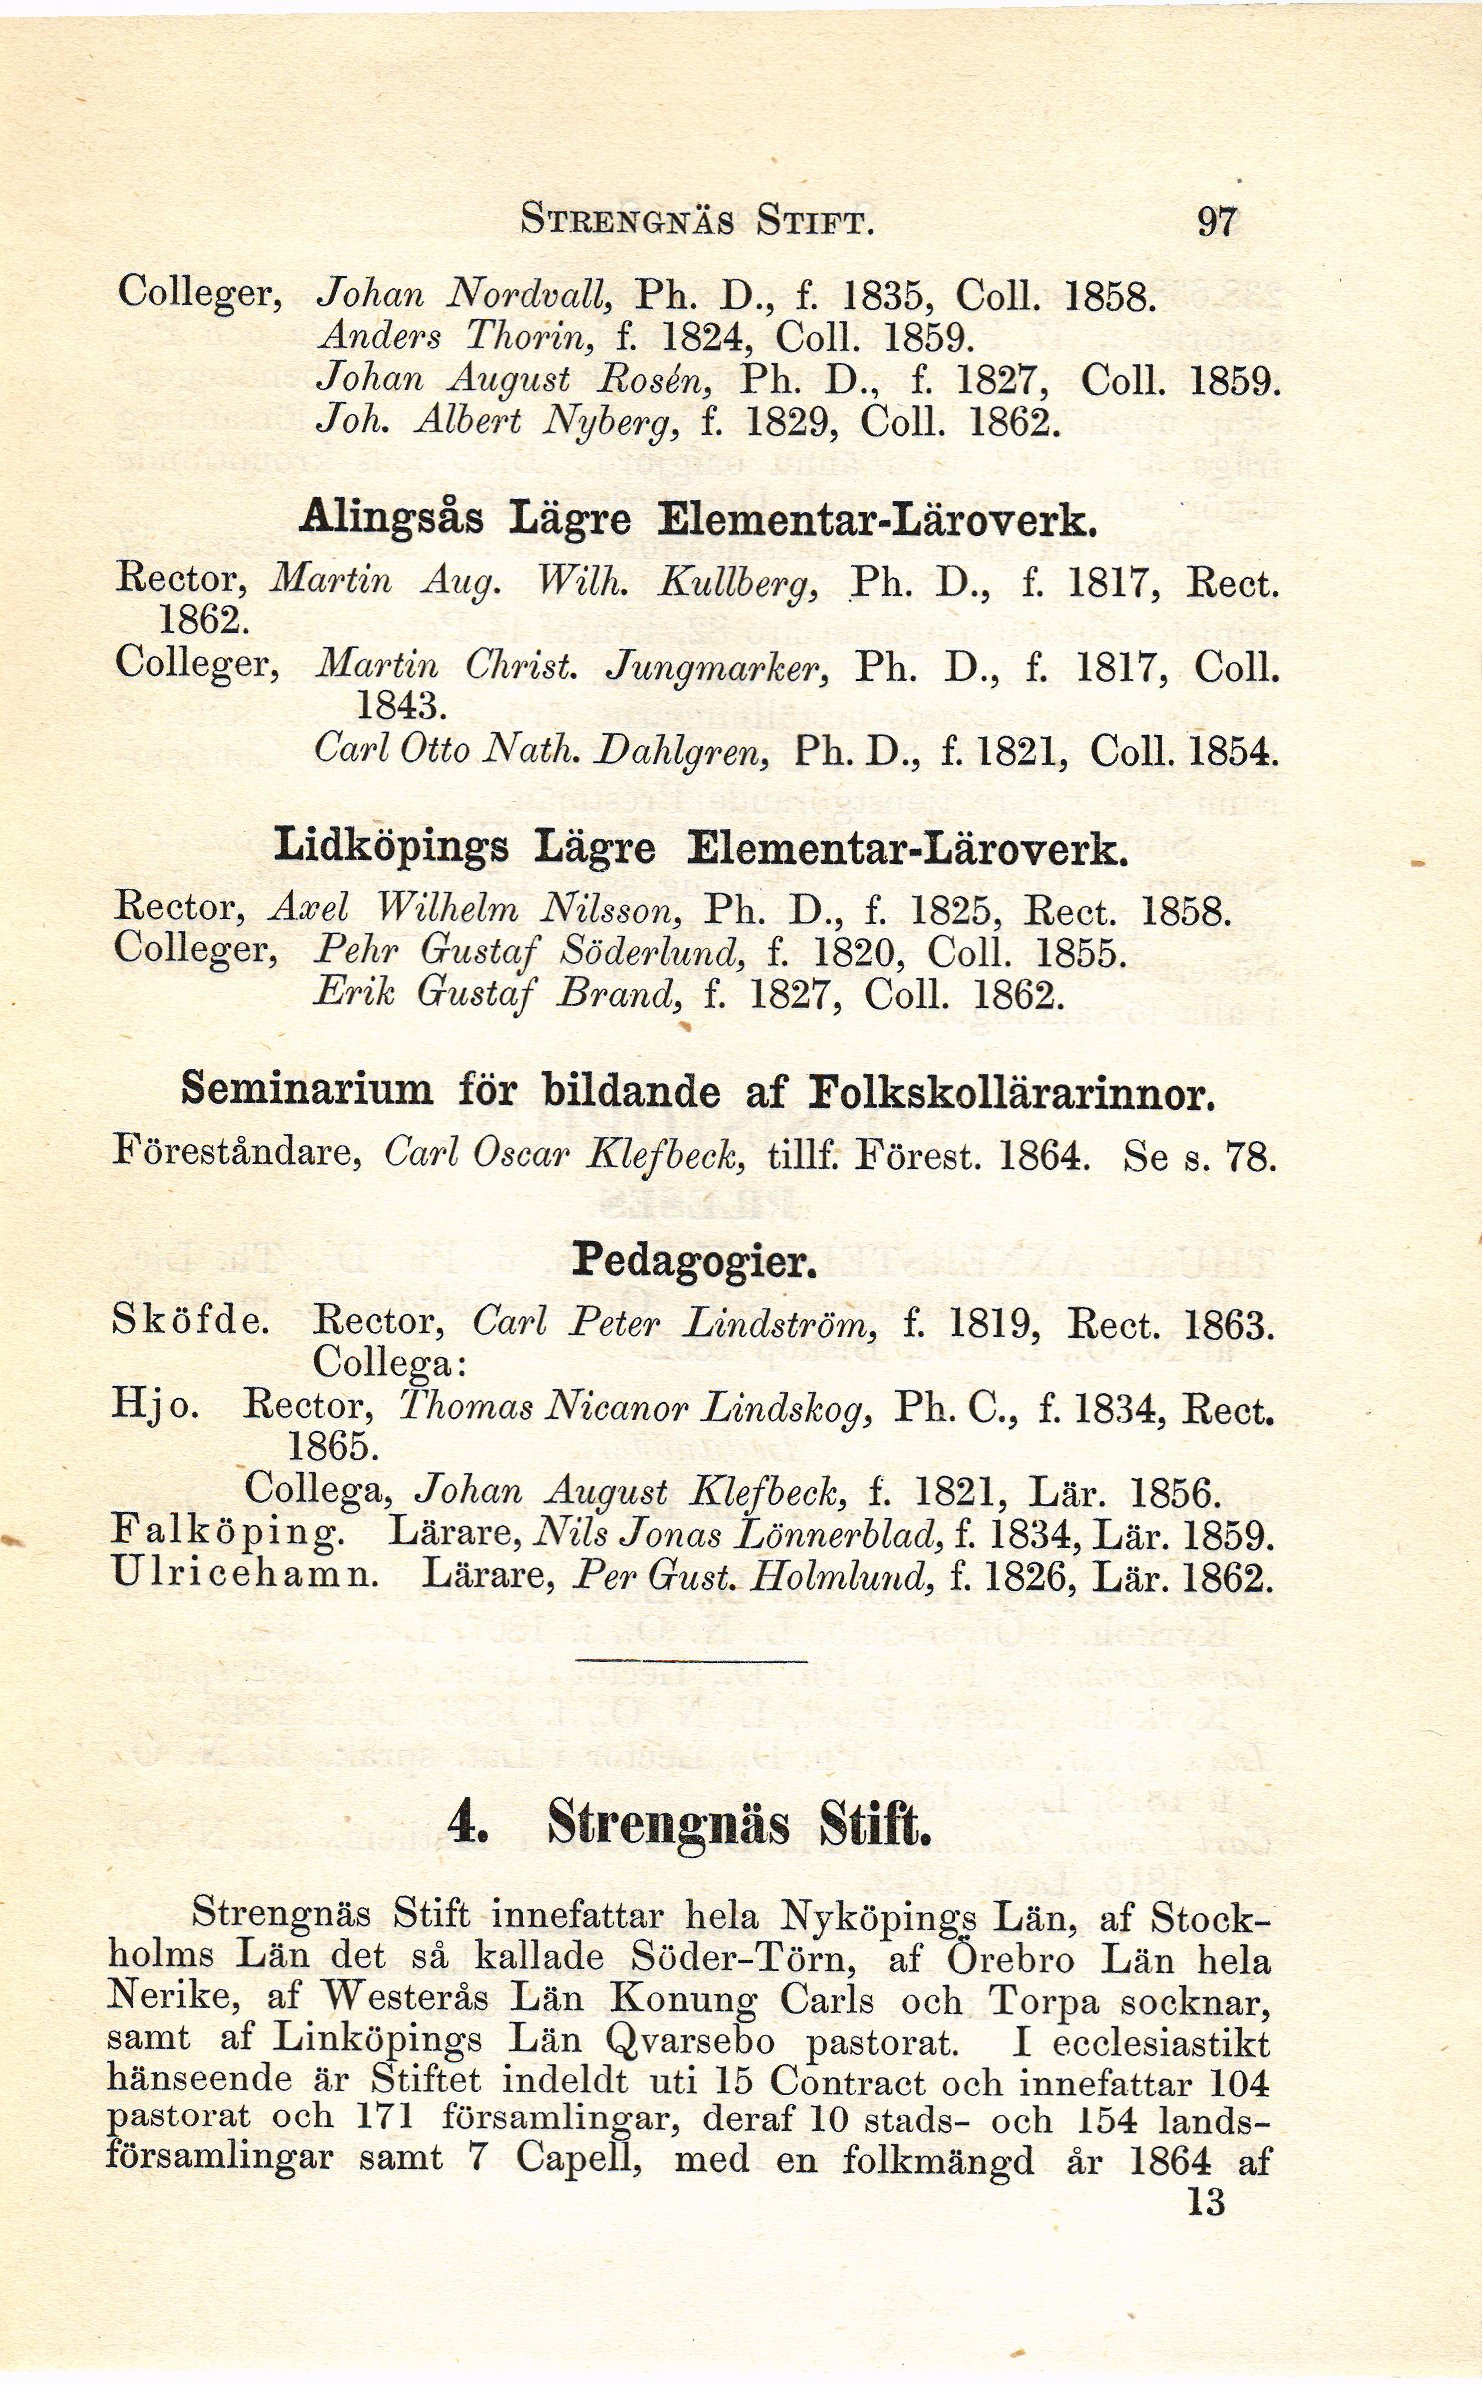 STRENGNÄS STIFT. 97
Colleger, Johan Nordvall, Ph. D., f. 1835, Coll. 1858.
Anders Thorin, f. 1824, Coll. 1859.
Johan August Rosén, Ph. D., f. 1827, Coll. 1859.
Joh. Albert Nyberg, f. 1829, Coll. 1862.
Alingsås Lägre Elementar-Läroverk.
Rector, Martin Aug. Wilh. Kullberg, Ph. D., f. 1817, Rect.
1862.
Colleger, Martin Christ. Jungmarker, Ph. D., f. 1817, Coll.
1843.
Carl Otto Nath. Dahlgren, Ph. D., f. 1821, Coll. 1854.
Lidköpings Lägre Elementar-Läroverk.
Rector, Axel Wilhelm Nilsson, Ph. D., f. 1825, Rect. 1858.
Colleger, Pehr Gustaf Söderlund, f. 1820, Coll. 1855.
Erik Gustaf Brand, f. 1827, Coll. 1862.
Seminarium för bildande af Folkskollärarinnor.
Föreståndare, Carl Oscar Klefbeck, tillf. Förest. 1864. Se s. 78.
Pedagogier.
Sköfde. Rector, Carl Peter Lindström, f. 1819, Rect. 1863.
Collega:
Hjo. Rector, Thomas Nicanor Lindskog, Ph. C., f. 1834, Rect.
1865.
Collega, Johan August Klefbeck, f. 1821, Lär. 1856.
Falköping. Lärare, Nils Jonas Lönnerblad, f. 1834, Lär. 1859.
Ulricehamn. Lärare, Per Gust. Holmlund, f. 1826, Lär. 1862.
4. Strengnäs Stift.
Strengnäs Stift innefattar hela Nyköpings Län, af Stock-
holms Län det så kallade Söder-Törn, af Örebro Län hela
Nerike, af Westerås Län Konung Carls och Torpa socknar,
samt af Linköpings Län Qvarsebo pastorat. I ecclesiastikt
hänseende är Stiftet indeldt uti 15 Contract och innefattar 104
pastorat och 171 församlingar, deraf 10 stads- och 154 lands-
församlingar samt 7 Capell, med en folkmängd år 1864 af
13